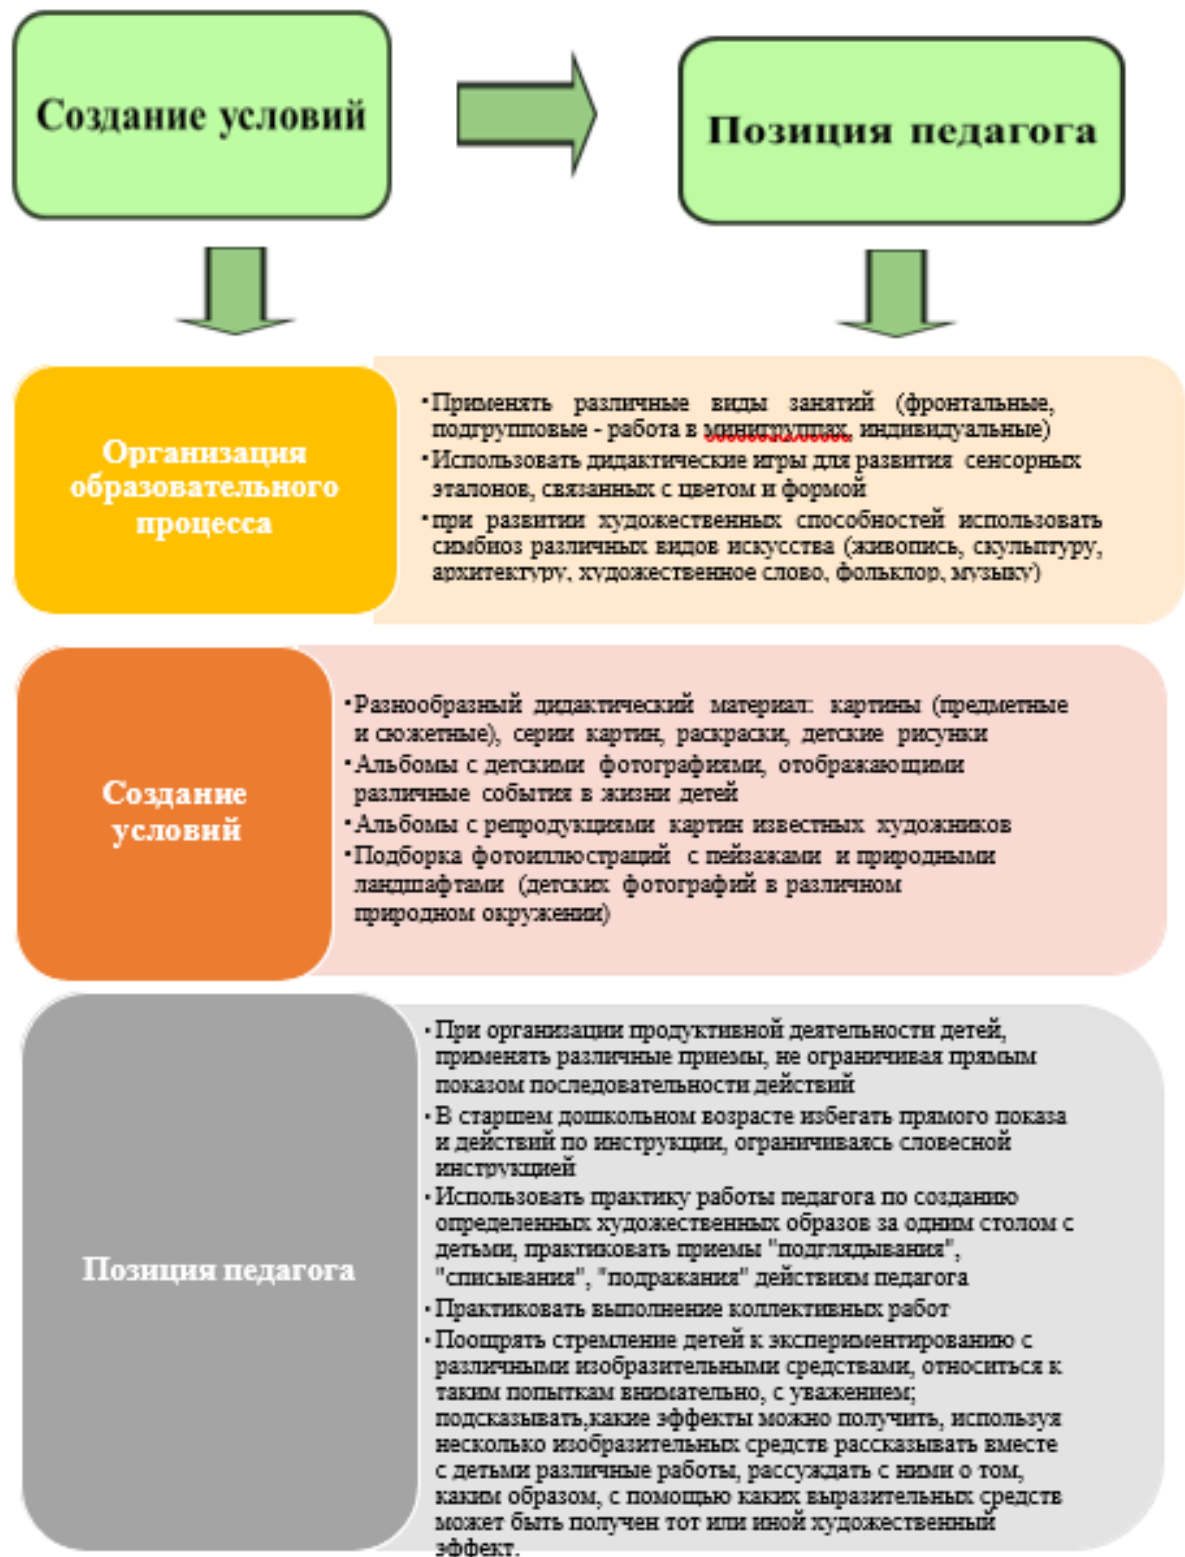 Создание условий
Позиция педагога
Организация
образовательного
процесса
•Применять различные виды занятий (фронтальные,
подгрупповые - работа в минигруппах, индивидуальные)
•Использовать дидактические игры для развития сенсорных
эталонов, связанных с цветом и формой
•при развитии художественных способностей использовать
симбиоз различных видов искусства (живопись, скульптуру,
архитектуру, художественное слово, фольклор, музыку)
Создание
условий
•Разнообразный дидактический материал: картины (предметные
и сюжетные), серии картин, раскраски, детские рисунки
•Альбомы с детскими фотографиями, отображающими
различные события в жизни детей
•Альбомы с репродукциями картин известных художников
•Подборка фотоиллюстраций с пейзажами и природными
ландшафтами (детских фотографий в различном
природном окружении)
Позиция педагога
•При организации продуктивной деятельности детей,
применять различные приемы, не ограничивая прямым
показом последовательности действий
•В старшем дошкольном возрасте избегать прямого показа
и действий по инструкции, ограничиваясь словесной
инструкцией
•Использовать практику работы педагога по созданию
определенных художественных образов за одним столом с
детьми, практиковать приемы "подглядывания",
"списывания", "подражания" действиям педагога
•Практиковать выполнение коллективных работ
•Поощрять стремление детей к экспериментированию с
различными изобразительными средствами, относиться к
таким попыткам внимательно, с уважением;
подсказывать,какие эффекты можно получить, используя
несколько изобразительных средств рассказывать вместе
с детьми различные работы, рассуждать с ними о том,
каким образом, с помощью каких выразительных средств
может быть получен тот или иной художественный
эффект.